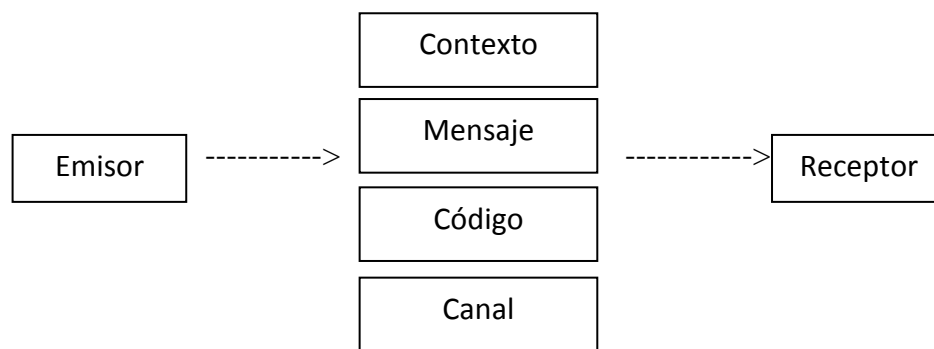 Contexto
Mensaje
Emisor
Receptor
Código
Canal